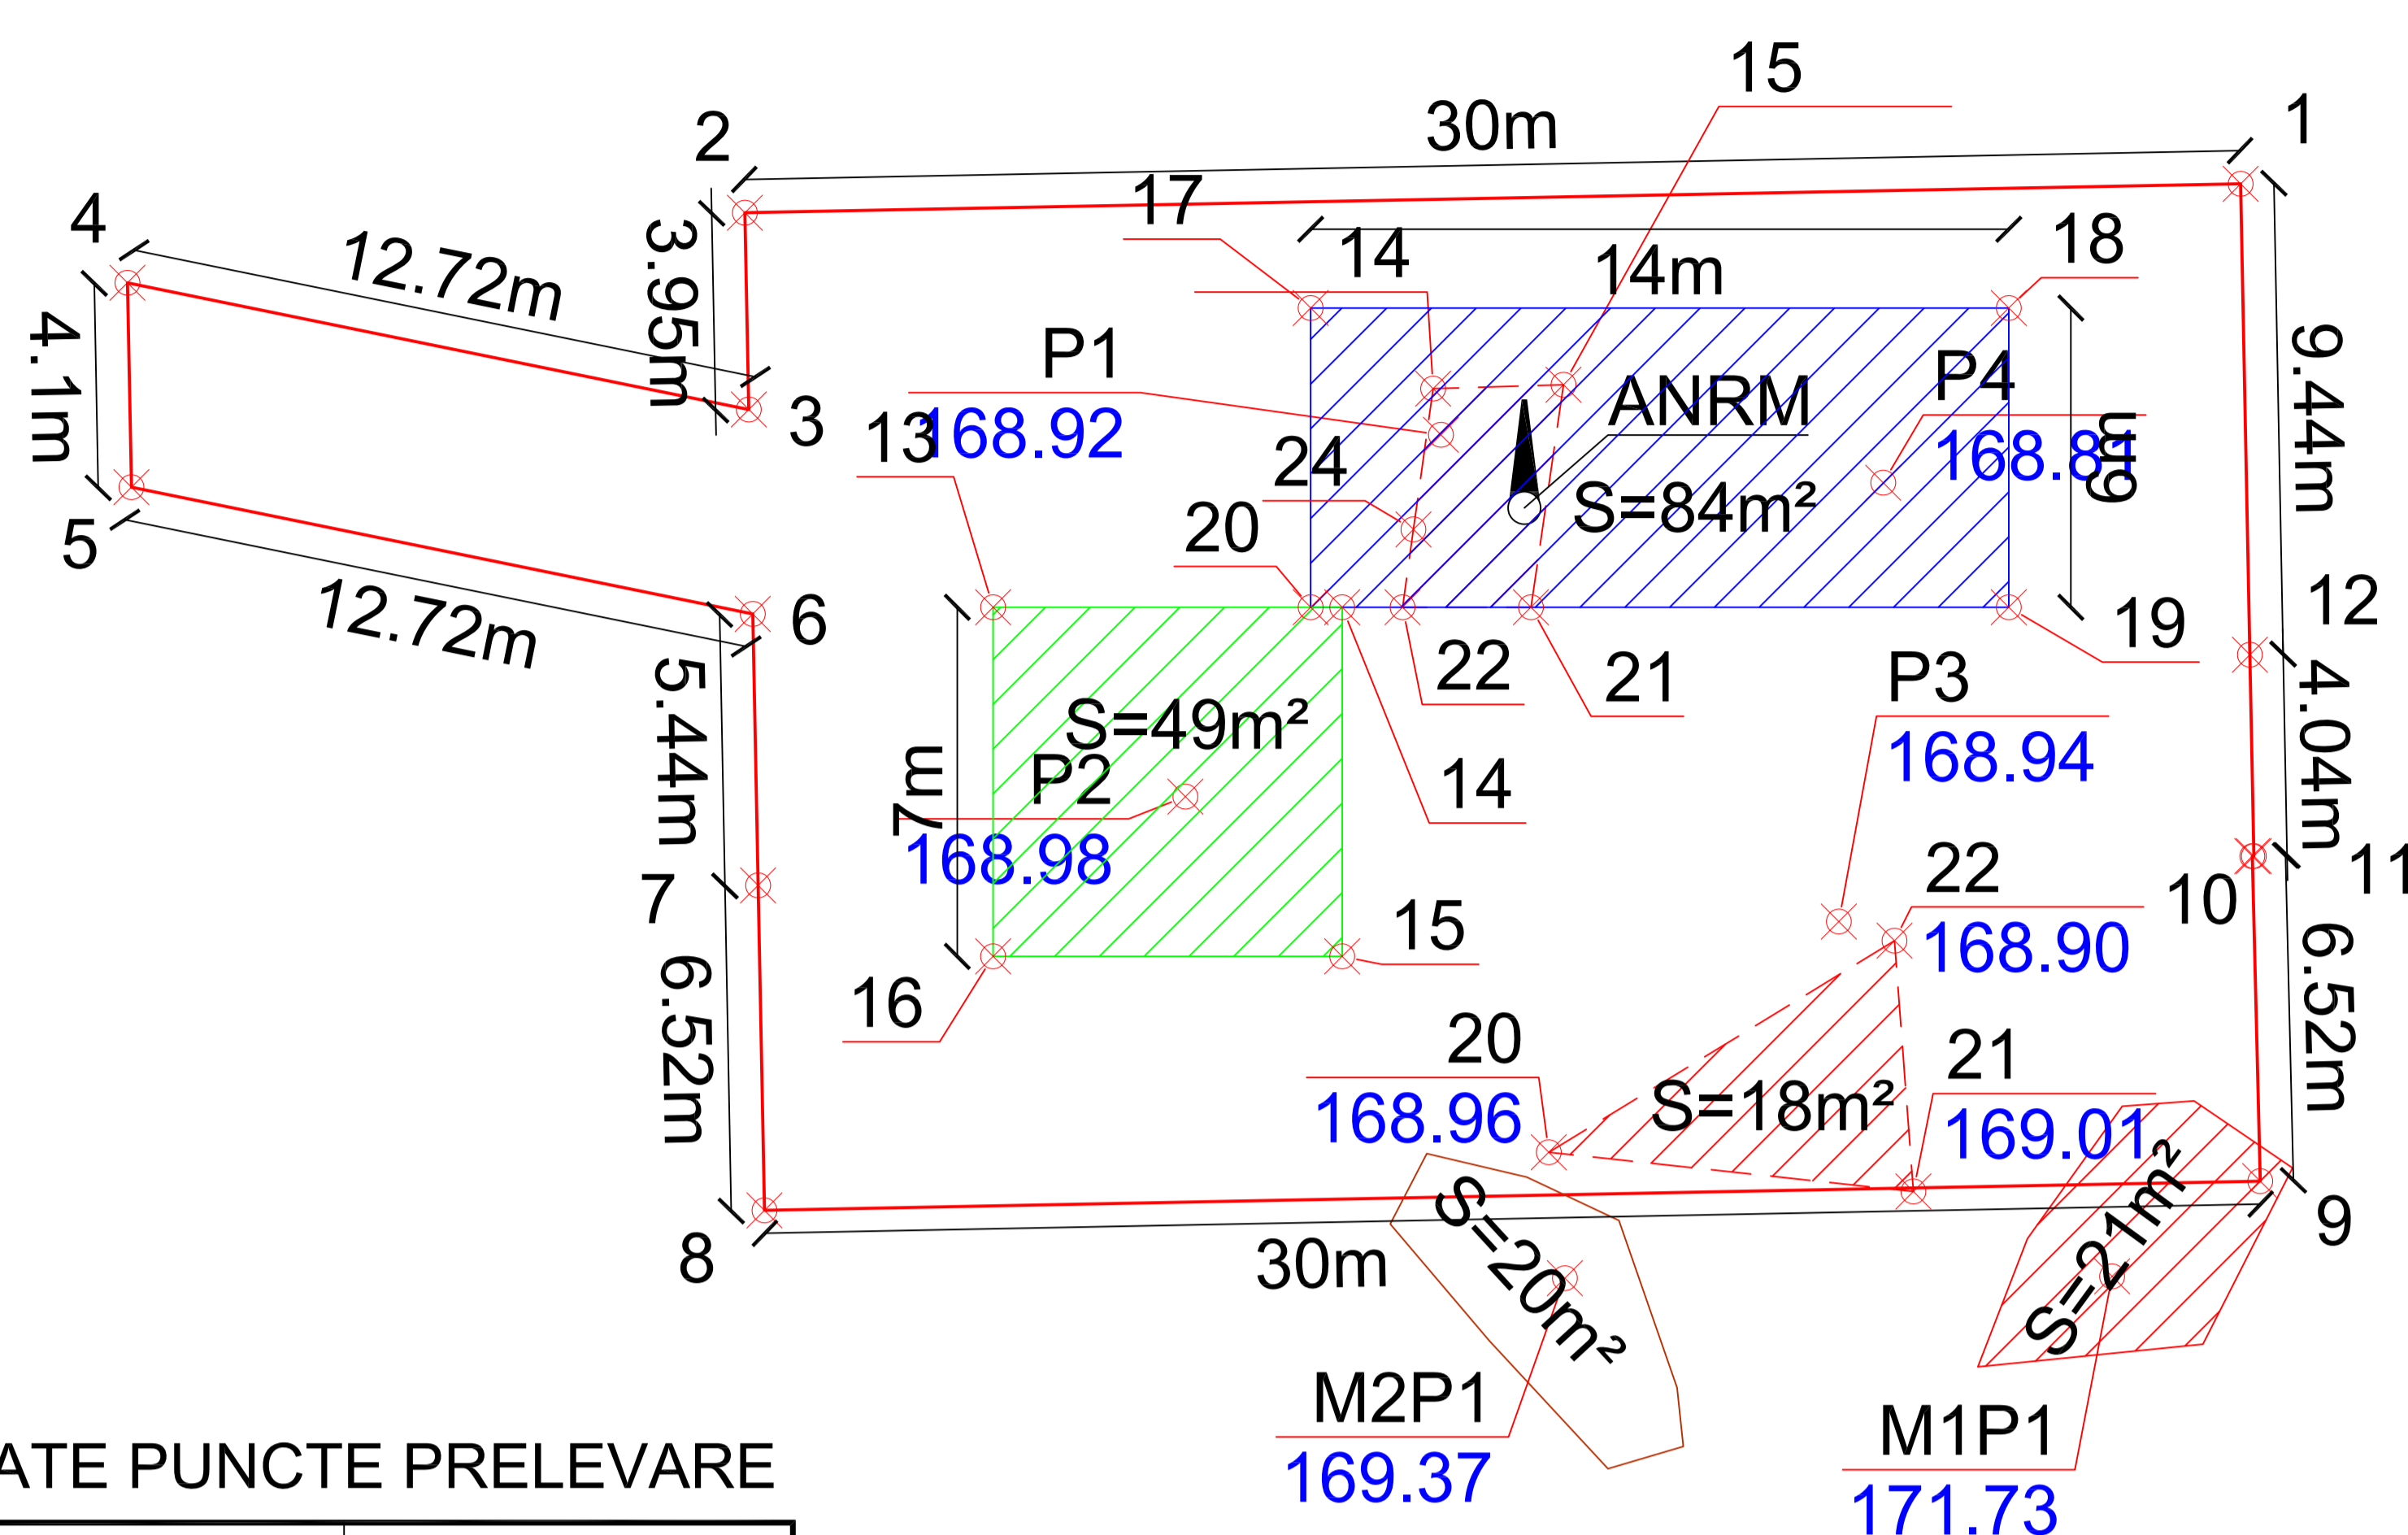 15
1
2
30m
17
4
12.72m
3.95m
14
14m
18
4.1m
P1
168.92
3
13
ANRM
P4
168.81
6m
9.44m
24
S=84m²
20
5
12.72m
6
12
19
22
21
P3
168.94
5.44m
S=49m²
7m
P2
168.98
14
4.04m
11
10
22
168.90
7
15
6.52m
16
6.52m
20
168.96
S=18m²
21
169.01
S=20m²
S=21m²
8
30m
9
M2P1
169.37
M1P1
171.73
ATE PUNCTE PRELEVARE